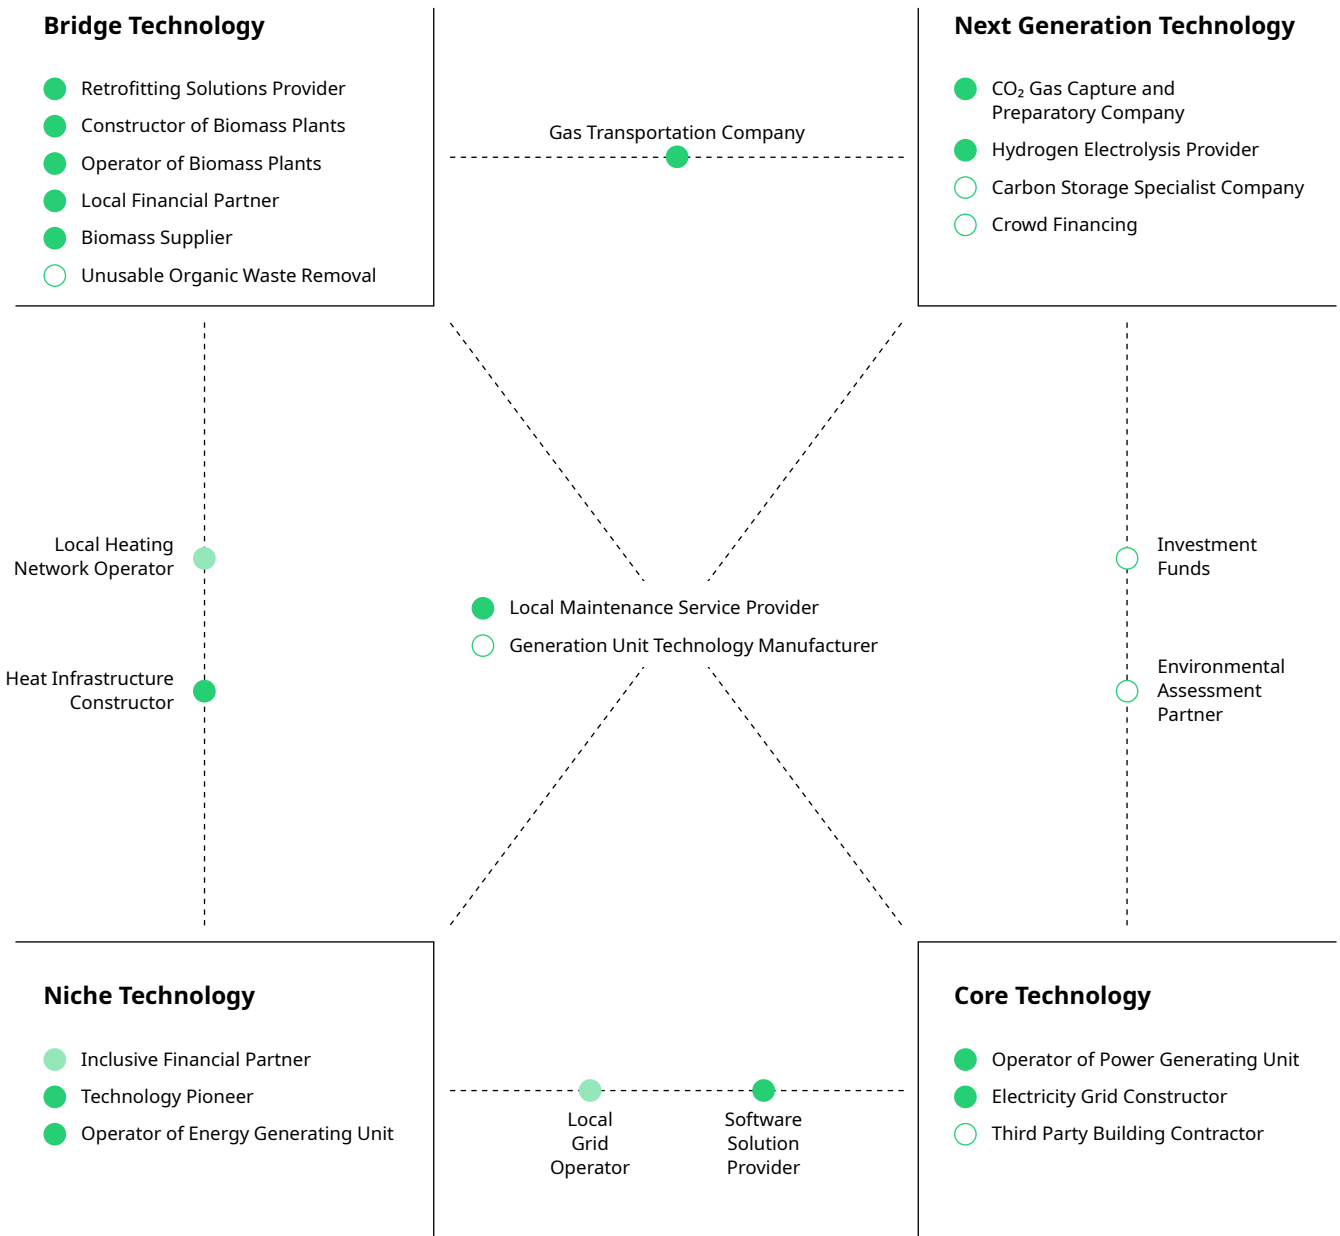 Bridge Technology
Retrofitting Solutions Provider
Constructor of Biomass Plants
Operator of Biomass Plants
Local Financial Partner
Biomass Supplier
Unusable Organic Waste Removal
Gas Transportation Company
Next Generation Technology
CO₂ Gas Capture and
Preparatory Company
Hydrogen Electrolysis Provider
Carbon Storage Specialist Company
Crowd Financing
Local Heating
Network Operator
Heat Infrastructure
Constructor
Local Maintenance Service Provider
Generation Unit Technology Manufacturer
Investment
Funds
Environmental
Assessment
Partner
Niche Technology
Inclusive Financial Partner
Technology Pioneer
Operator of Energy Generating Unit
Local
Grid
Operator
Software
Solution
Provider
Core Technology
Operator of Power Generating Unit
Electricity Grid Constructor
Third Party Building Contractor